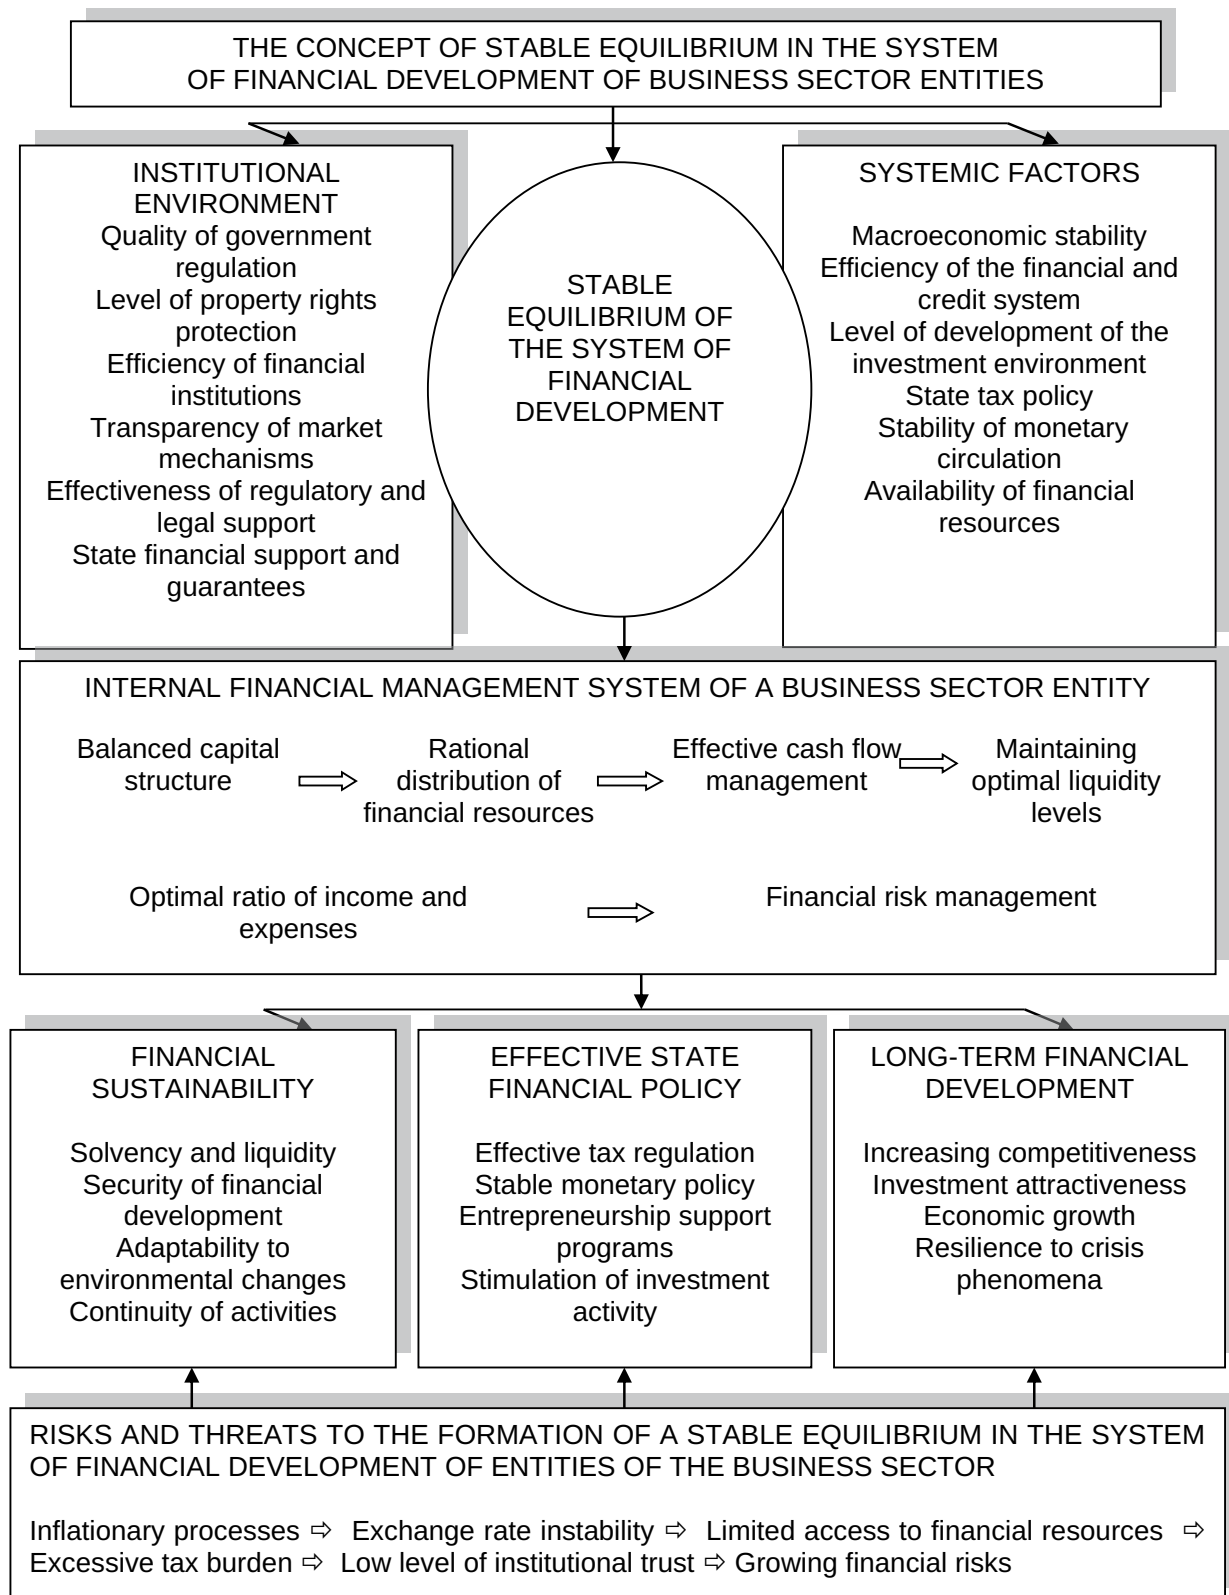 THE CONCEPT OF STABLE EQUILIBRIUM IN THE SYSTEM
OF FINANCIAL DEVELOPMENT OF BUSINESS SECTOR ENTITIES
INSTITUTIONAL
ENVIRONMENT
Quality of government
regulation
Level of property rights
protection
Efficiency of financial
institutions
Transparency of market
mechanisms
Effectiveness of regulatory and
legal support
State financial support and
guarantees
STABLE
EQUILIBRIUM OF
THE SYSTEM OF
FINANCIAL
DEVELOPMENT
SYSTEMIC FACTORS
Macroeconomic stability
Efficiency of the financial and
credit system
Level of development of the
investment environment
State tax policy
Stability of monetary
circulation
Availability of financial
resources
INTERNAL FINANCIAL MANAGEMENT SYSTEM OF A BUSINESS SECTOR ENTITY
Balanced capital
structure
Rational
distribution of
financial resources
Effective cash flow
management
Maintaining
optimal liquidity
levels
Optimal ratio of income and
expenses
Financial risk management
FINANCIAL
SUSTAINABILITY
Solvency and liquidity
Security of financial
development
Adaptability to
environmental changes
Continuity of activities
EFFECTIVE STATE
FINANCIAL POLICY
Effective tax regulation
Stable monetary policy
Entrepreneurship support
programs
Stimulation of investment
activity
LONG-TERM FINANCIAL
DEVELOPMENT
Increasing competitiveness
Investment attractiveness
Economic growth
Resilience to crisis
phenomena
RISKS AND THREATS TO THE FORMATION OF A STABLE EQUILIBRIUM IN THE SYSTEM
OF FINANCIAL DEVELOPMENT OF ENTITIES OF THE BUSINESS SECTOR
Inflationary processes ⇨ Exchange rate instability ⇨ Limited access to financial resources ⇨
Excessive tax burden ⇨ Low level of institutional trust ⇨ Growing financial risks